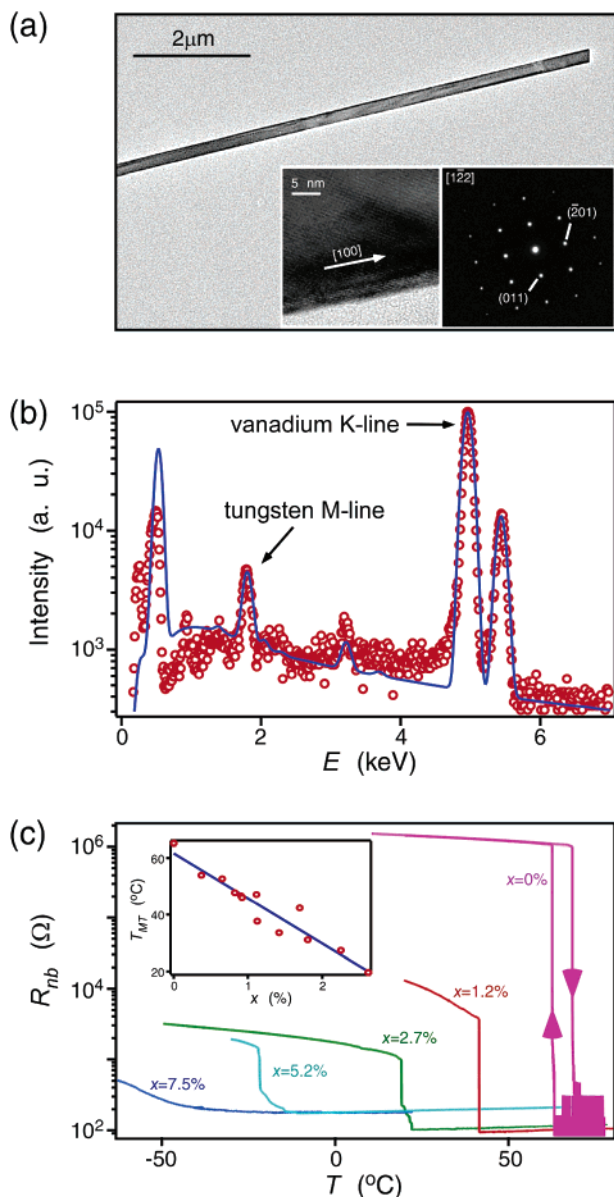 (a)
2μm
5 nm
[100]
[12̄2]
(2̄01)
(011)
(b)
10⁵
10⁴
10³
Intensity (a. u.)
vanadium K-line
tungsten M-line
0
2
4
6
E (keV)
(c)
10⁶
10⁴
10²
R_nb (Ω)
60
40
20
T_MT (°C)
0
1
2
x (%)
x=0%
x=1.2%
x=2.7%
x=5.2%
x=7.5%
-50
0
50
T (°C)